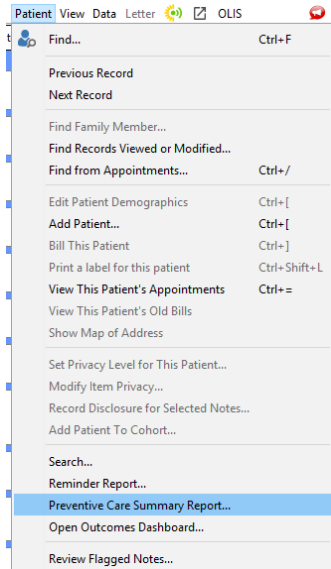 Patient View Data Letter OLIS
Find... Ctrl+F
Previous Record
Next Record
Find Family Member...
Find Records Viewed or Modified...
Find from Appointments... Ctrl+/
Edit Patient Demographics Ctrl+[
Add Patient... Ctrl+[
Bill This Patient Ctrl+]
Print a label for this patient Ctrl+Shift+L
View This Patient's Appointments Ctrl+=
View This Patient's Old Bills
Show Map of Address
Set Privacy Level for This Patient...
Modify Item Privacy...
Record Disclosure for Selected Notes...
Add Patient To Cohort...
Search...
Reminder Report...
Preventive Care Summary Report...
Open Outcomes Dashboard...
Review Flagged Notes...